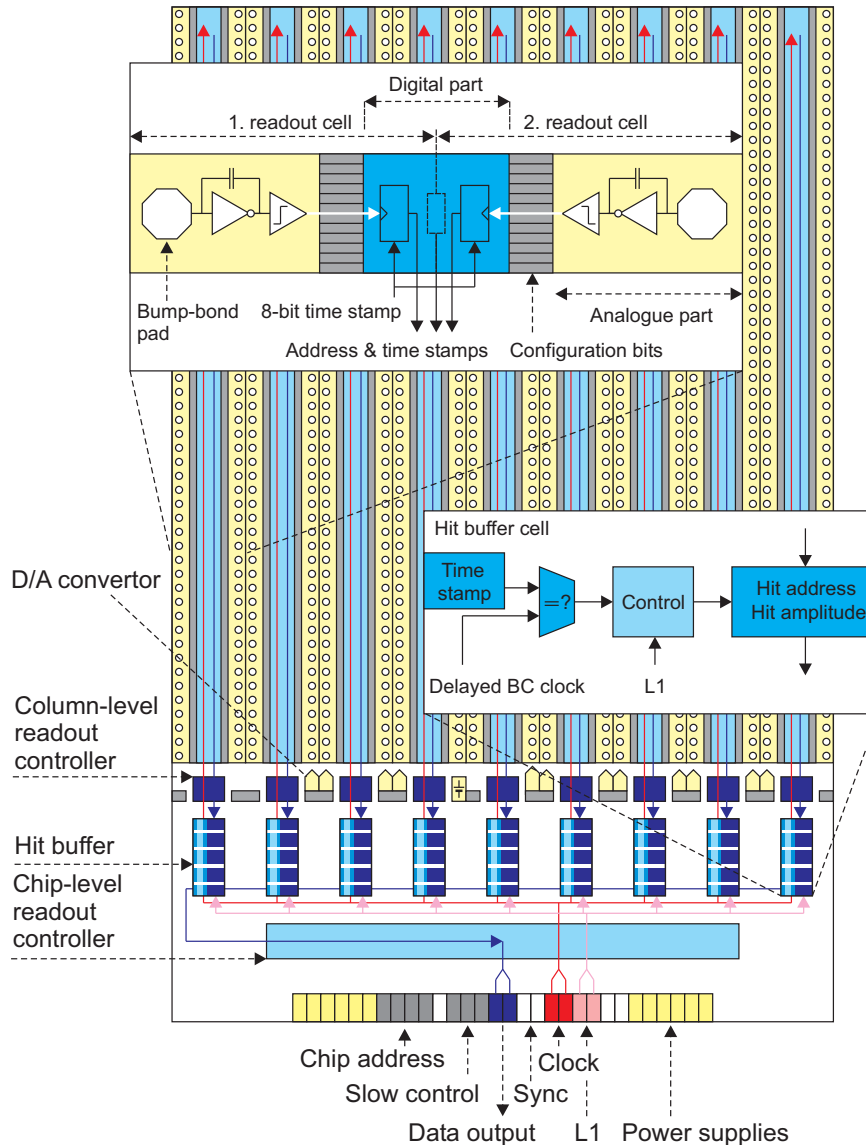 Digital part
1. readout cell
2. readout cell
Bump-bond
pad
8-bit time stamp
Analogue part
Address & time stamps
Configuration bits
Hit buffer cell
D/A convertor
Time
stamp
=?
Control
Hit address
Hit amplitude
Delayed BC clock
L1
Column-level
readout
controller
Hit buffer
Chip-level
readout
controller
Chip address
Clock
Slow control
Sync
Data output
L1
Power supplies